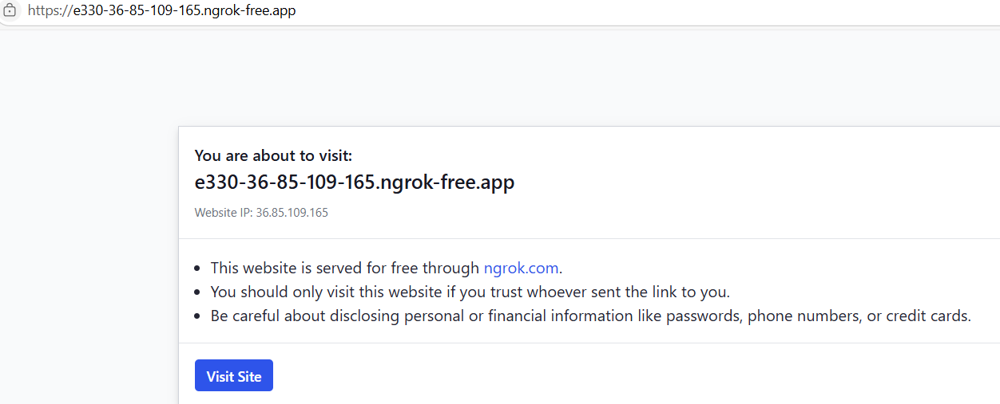 https://e330-36-85-109-165.ngrok-free.app
You are about to visit:
e330-36-85-109-165.ngrok-free.app
Website IP: 36.85.109.165
This website is served for free through ngrok.com.
You should only visit this website if you trust whoever sent the link to you.
Be careful about disclosing personal or financial information like passwords, phone numbers, or credit cards.
Visit Site